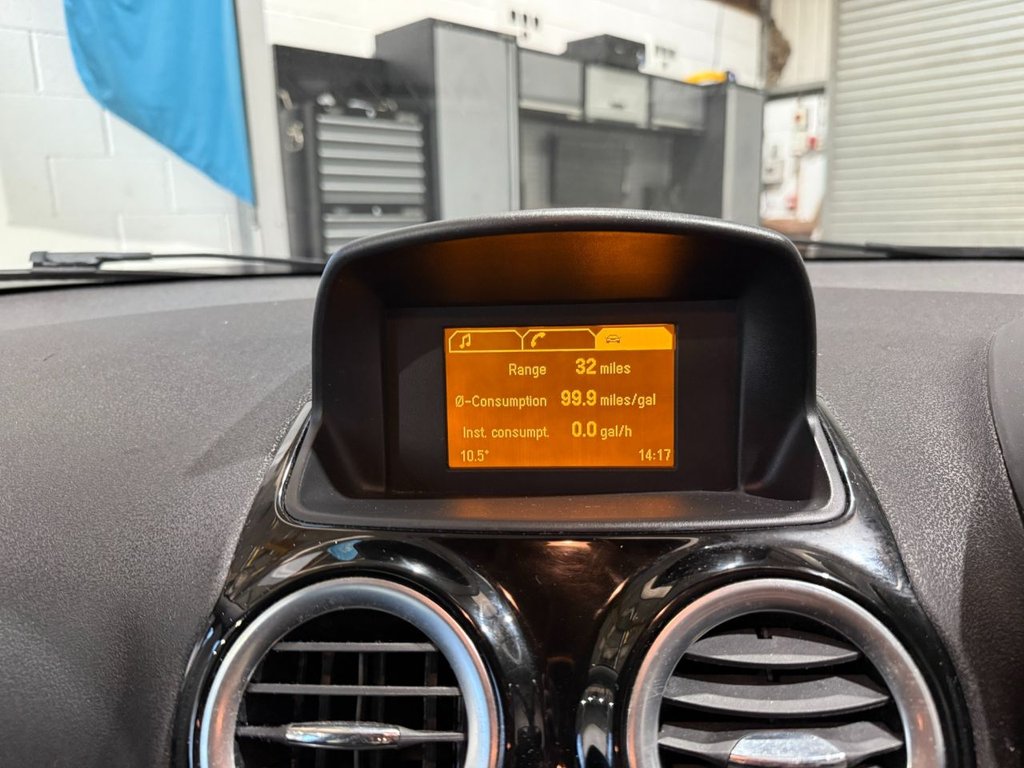 Range 32 miles
Ø-Consumption 99.9 miles/gal
Inst. consumpt. 0.0 gal/h
10.5° 14:17